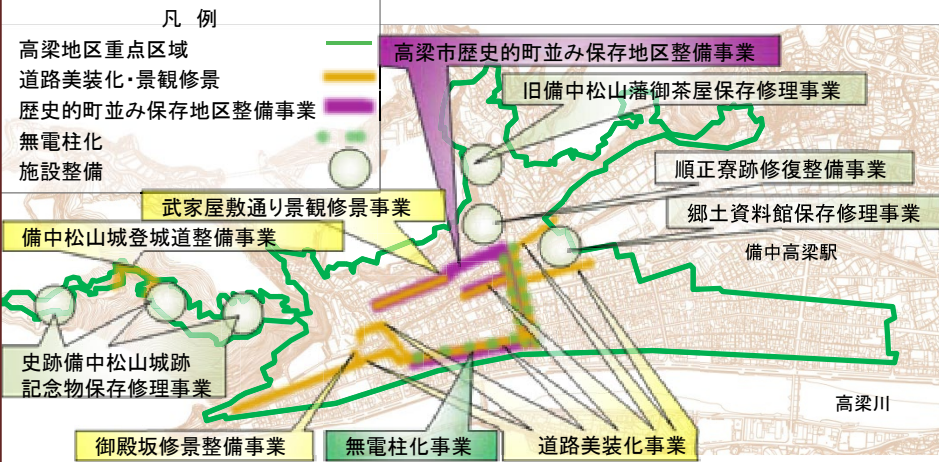 凡 例
高梁地区重点区域
道路美装化・景観修景
歴史的町並み保存地区整備事業
無電柱化
施設整備
高梁市歴史的町並み保存地区整備事業
旧備中松山藩御茶屋保存修理事業
順正寮跡修復整備事業
武家屋敷通り景観修景事業
郷土資料館保存修理事業
備中松山城登城道整備事業
備中高梁駅
史跡備中松山城跡
記念物保存修理事業
高梁川
御殿坂修景整備事業
無電柱化事業
道路美装化事業